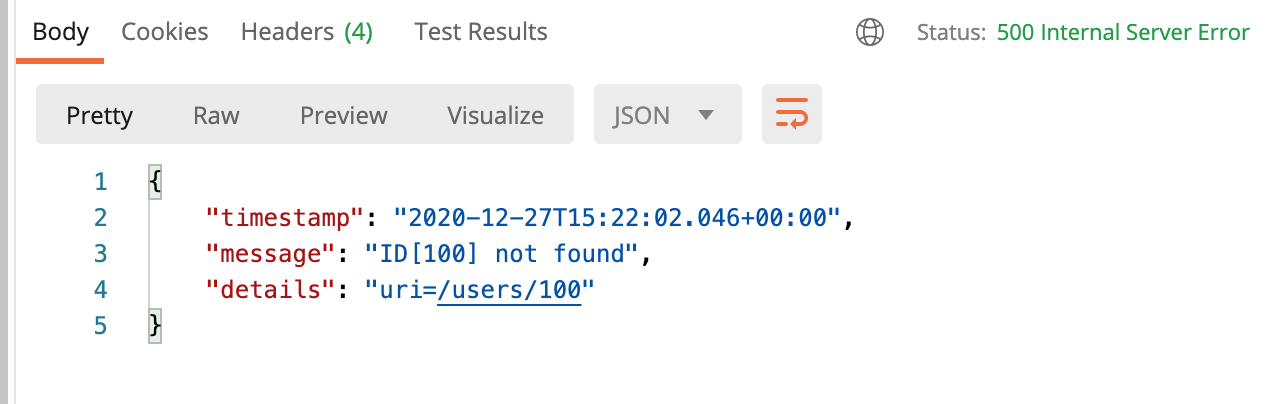 Body Cookies Headers (4) Test Results Status: 500 Internal Server Error
Pretty Raw Preview Visualize JSON
1 {
2 "timestamp": "2020-12-27T15:22:02.046+00:00",
3 "message": "ID[100] not found",
4 "details": "uri=/users/100"
5 }